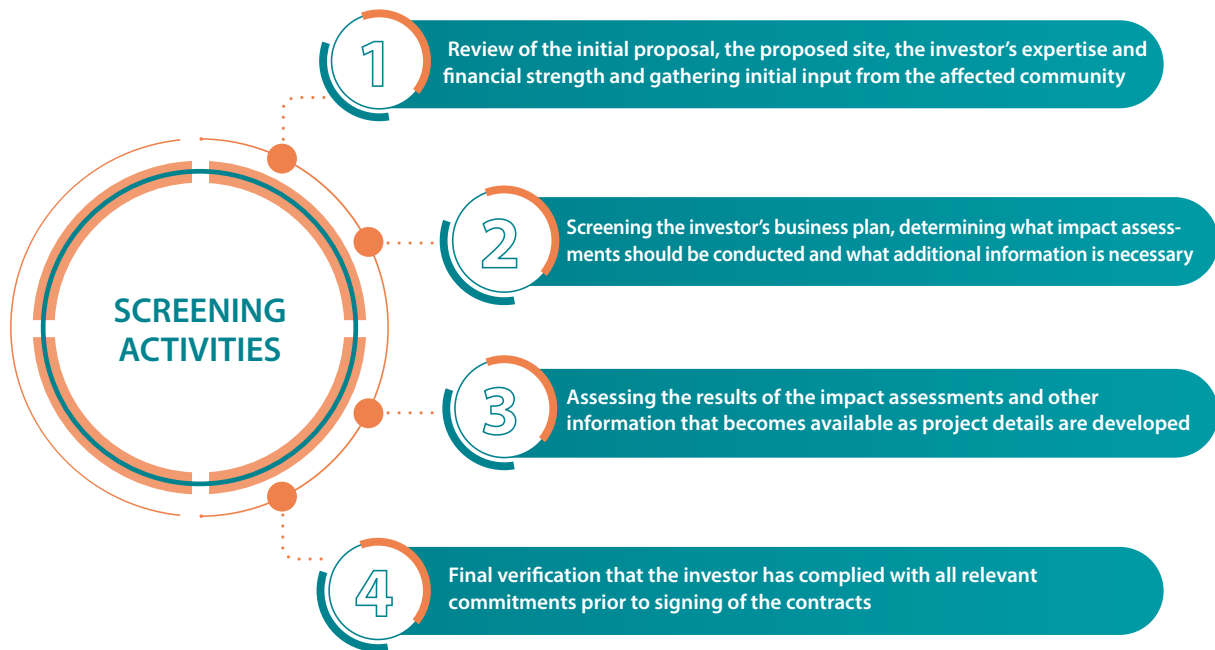 1
Review of the initial proposal, the proposed site, the investor’s expertise and
financial strength and gathering initial input from the affected community
2
Screening the investor’s business plan, determining what impact assess-
ments should be conducted and what additional information is necessary
SCREENING
ACTIVITIES
3
Assessing the results of the impact assessments and other
information that becomes available as project details are developed
4
Final verification that the investor has complied with all relevant
commitments prior to signing of the contracts